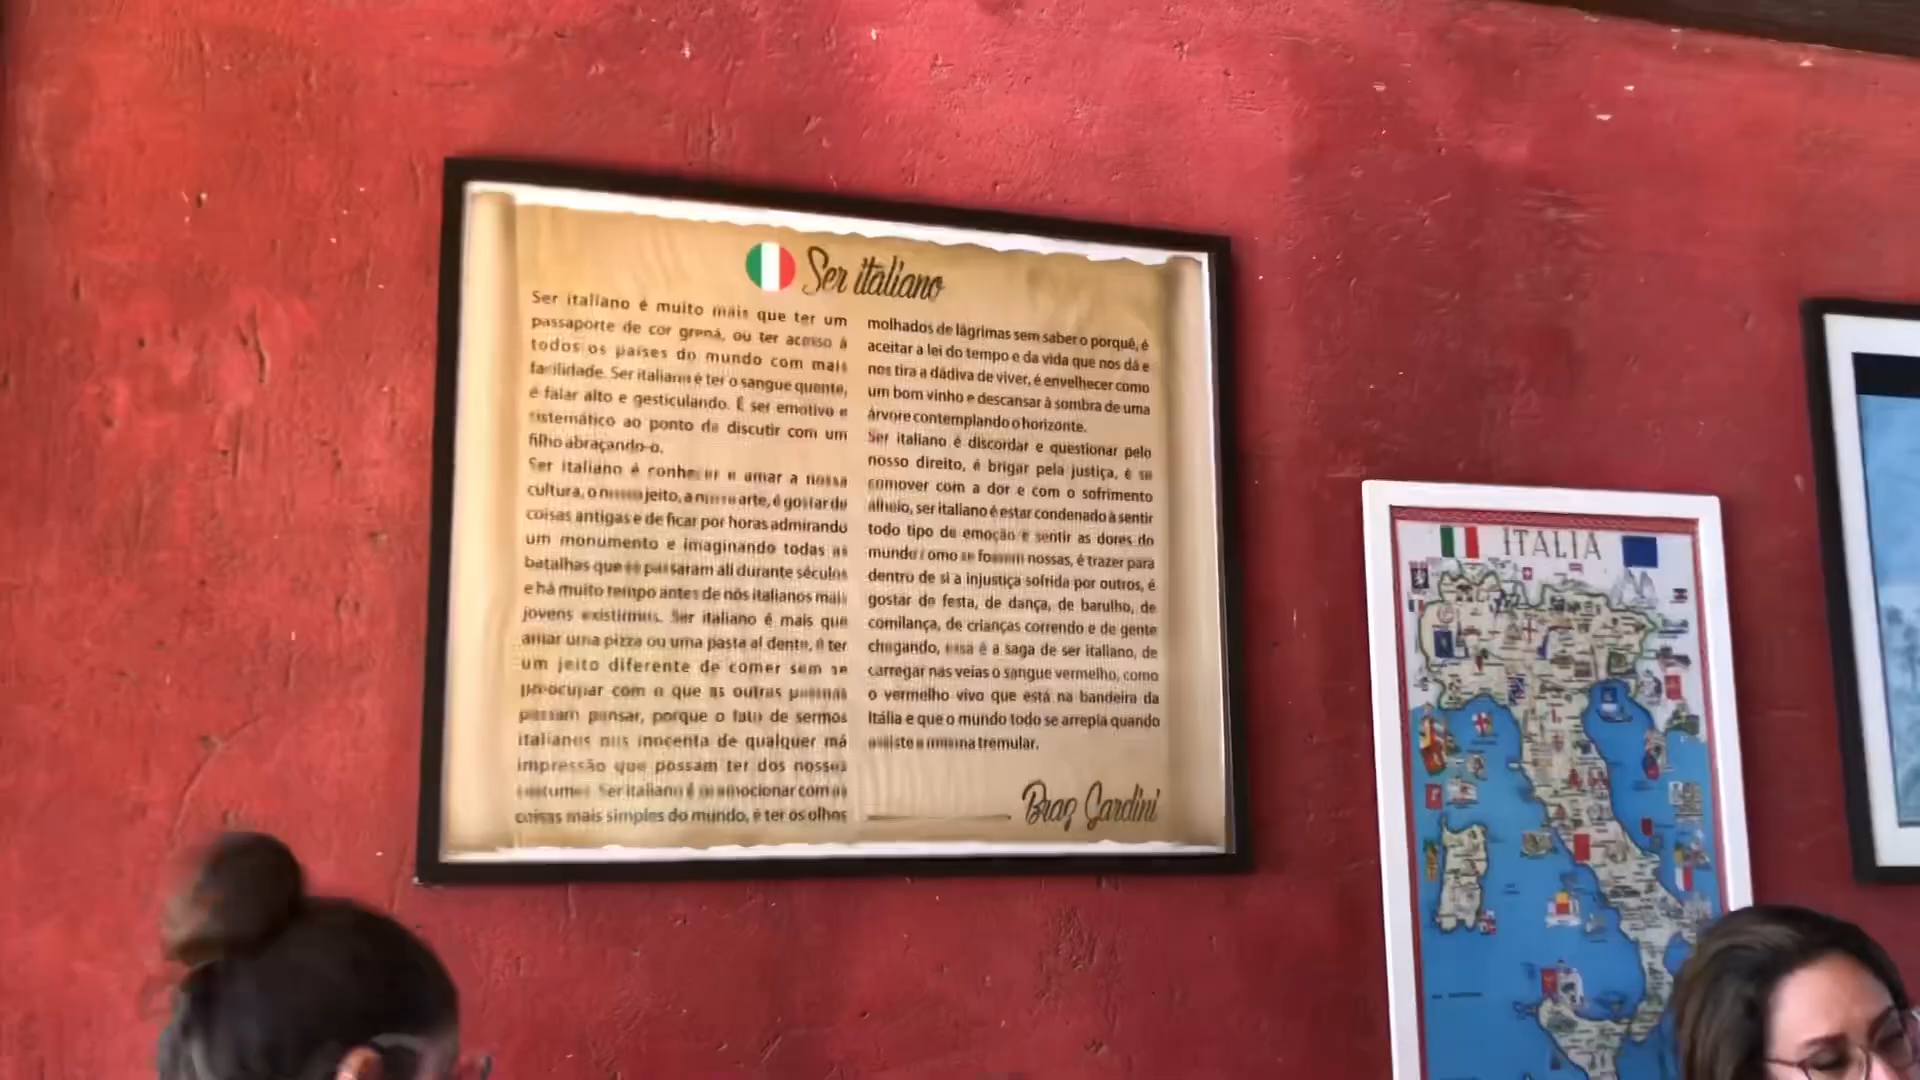 Ser italiano
Ser italiano é muito mais que ter um
passaporte de cor grená, ou ter acesso à
todos os países do mundo com mais
facilidade. Ser italiano é ter o sangue quente,
é falar alto e gesticulando. É ser emotivo e
sistemático ao ponto de discutir com um
filho abraçando-o.
Ser italiano é conhecer e amar a nossa
cultura, o nosso jeito, a nossa arte, é gostar de
coisas antigas e de ficar por horas admirando
um monumento e imaginando todas as
batalhas que se passaram ali durante séculos
e há muito tempo antes de nós italianos mais
jovens existirmos. Ser italiano é mais que
amar uma pizza ou uma pasta al dente, é ter
um jeito diferente de comer sem se
preocupar com o que as outras pessoas
possam pensar, porque o fato de sermos
italianos nos inocenta de qualquer má
impressão que possam ter dos nossos
costumes. Ser italiano é se emocionar com as
coisas mais simples do mundo, é ter os olhos
molhados de lágrimas sem saber o porquê, é
aceitar a lei do tempo e da vida que nos dá e
nos tira a dádiva de viver, é envelhecer como
um bom vinho e descansar à sombra de uma
árvore contemplando o horizonte.
Ser italiano é discordar e questionar pelo
nosso direito, é brigar pela justiça, é se
comover com a dor e com o sofrimento
alheio, ser italiano é estar condenado à sentir
todo tipo de emoção e sentir as dores do
mundo como se fossem nossas, é trazer para
dentro de si a injustiça sofrida por outros, é
gostar de festa, de dança, de barulho, de
comilança, de crianças correndo e de gente
chegando, essa é a saga de ser italiano, de
carregar nas veias o sangue vermelho, como
o vermelho vivo que está na bandeira da
Itália e que o mundo todo se arrepia quando
assiste a mesma tremular.
Braz Gardini
ITALIA